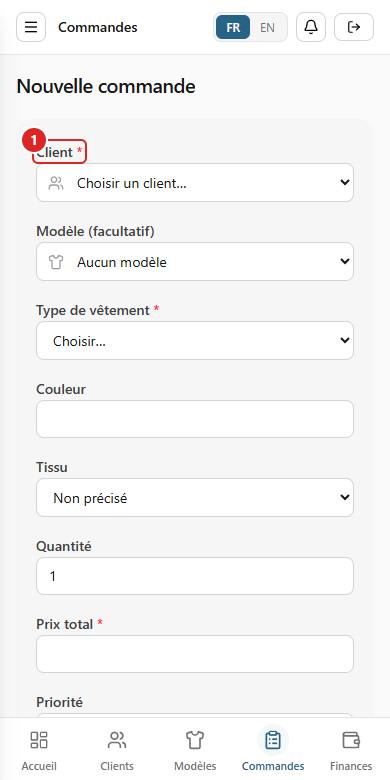 Commandes
FR EN
Nouvelle commande
1
Client *
Choisir un client...
Modèle (facultatif)
Aucun modèle
Type de vêtement *
Choisir...
Couleur
Tissu
Non précisé
Quantité
1
Prix total *
Priorité
Accueil Clients Modèles Commandes Finances